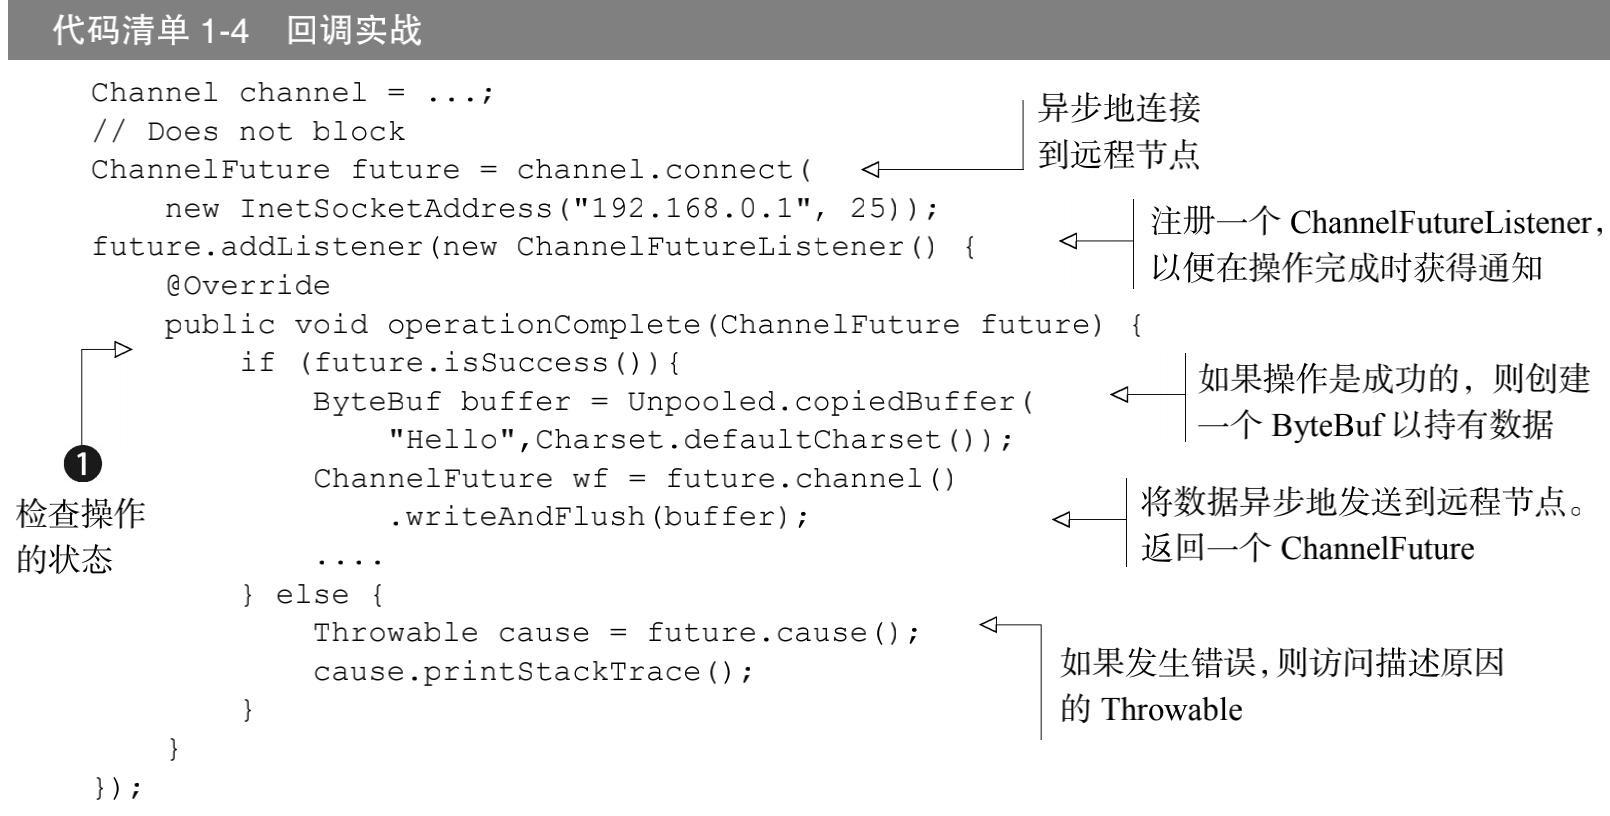 代码清单 1-4 回调实战
Channel channel = ...;
// Does not block
ChannelFuture future = channel.connect(
异步地连接
到远程节点
new InetSocketAddress("192.168.0.1", 25));
future.addListener(new ChannelFutureListener() {
注册一个 ChannelFutureListener，
以便在操作完成时获得通知
@Override
public void operationComplete(ChannelFuture future) {
if (future.isSuccess()){
1
检查操作
的状态
ByteBuf buffer = Unpooled.copiedBuffer(
"Hello",Charset.defaultCharset());
如果操作是成功的，则创建
一个 ByteBuf 以持有数据
ChannelFuture wf = future.channel()
.writeAndFlush(buffer);
将数据异步地发送到远程节点。
返回一个 ChannelFuture
....
} else {
Throwable cause = future.cause();
cause.printStackTrace();
如果发生错误，则访问描述原因
的 Throwable
}
}
});